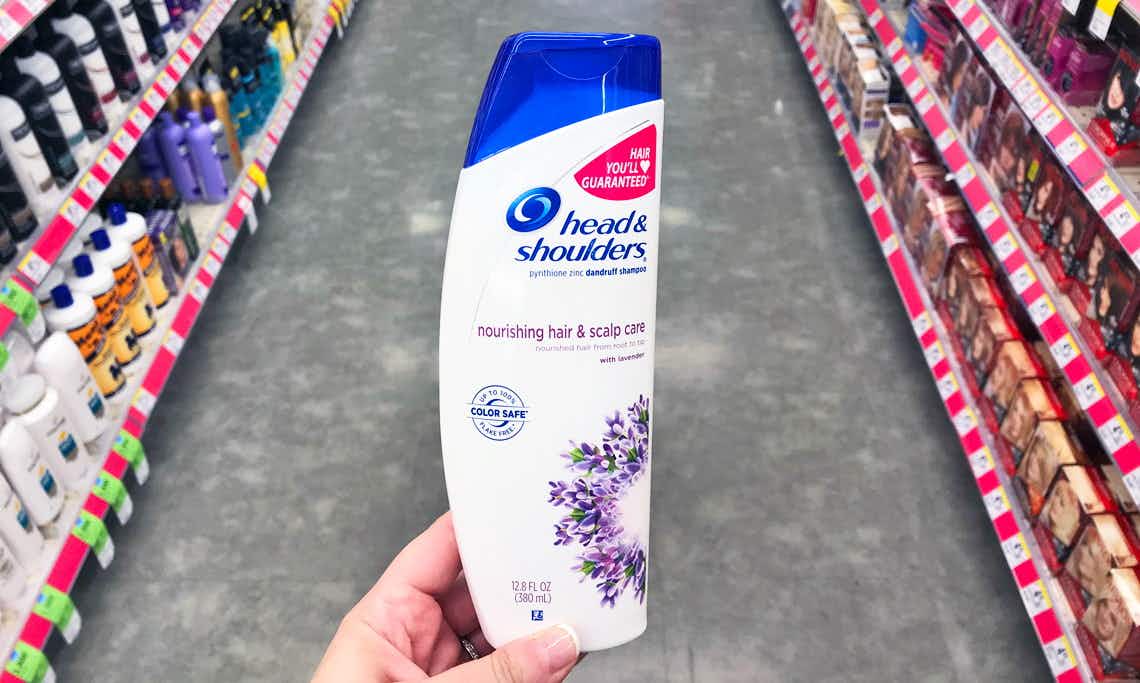 HAIR
YOU'LL♥
GUARANTEED*
head&
shoulders®
pyrithione zinc dandruff shampoo
nourishing hair & scalp care
nourished hair from root to tip
with lavender
UP TO 100%
COLOR SAFE*
FLAKE FREE*
12.8 FL OZ
(380 mL)